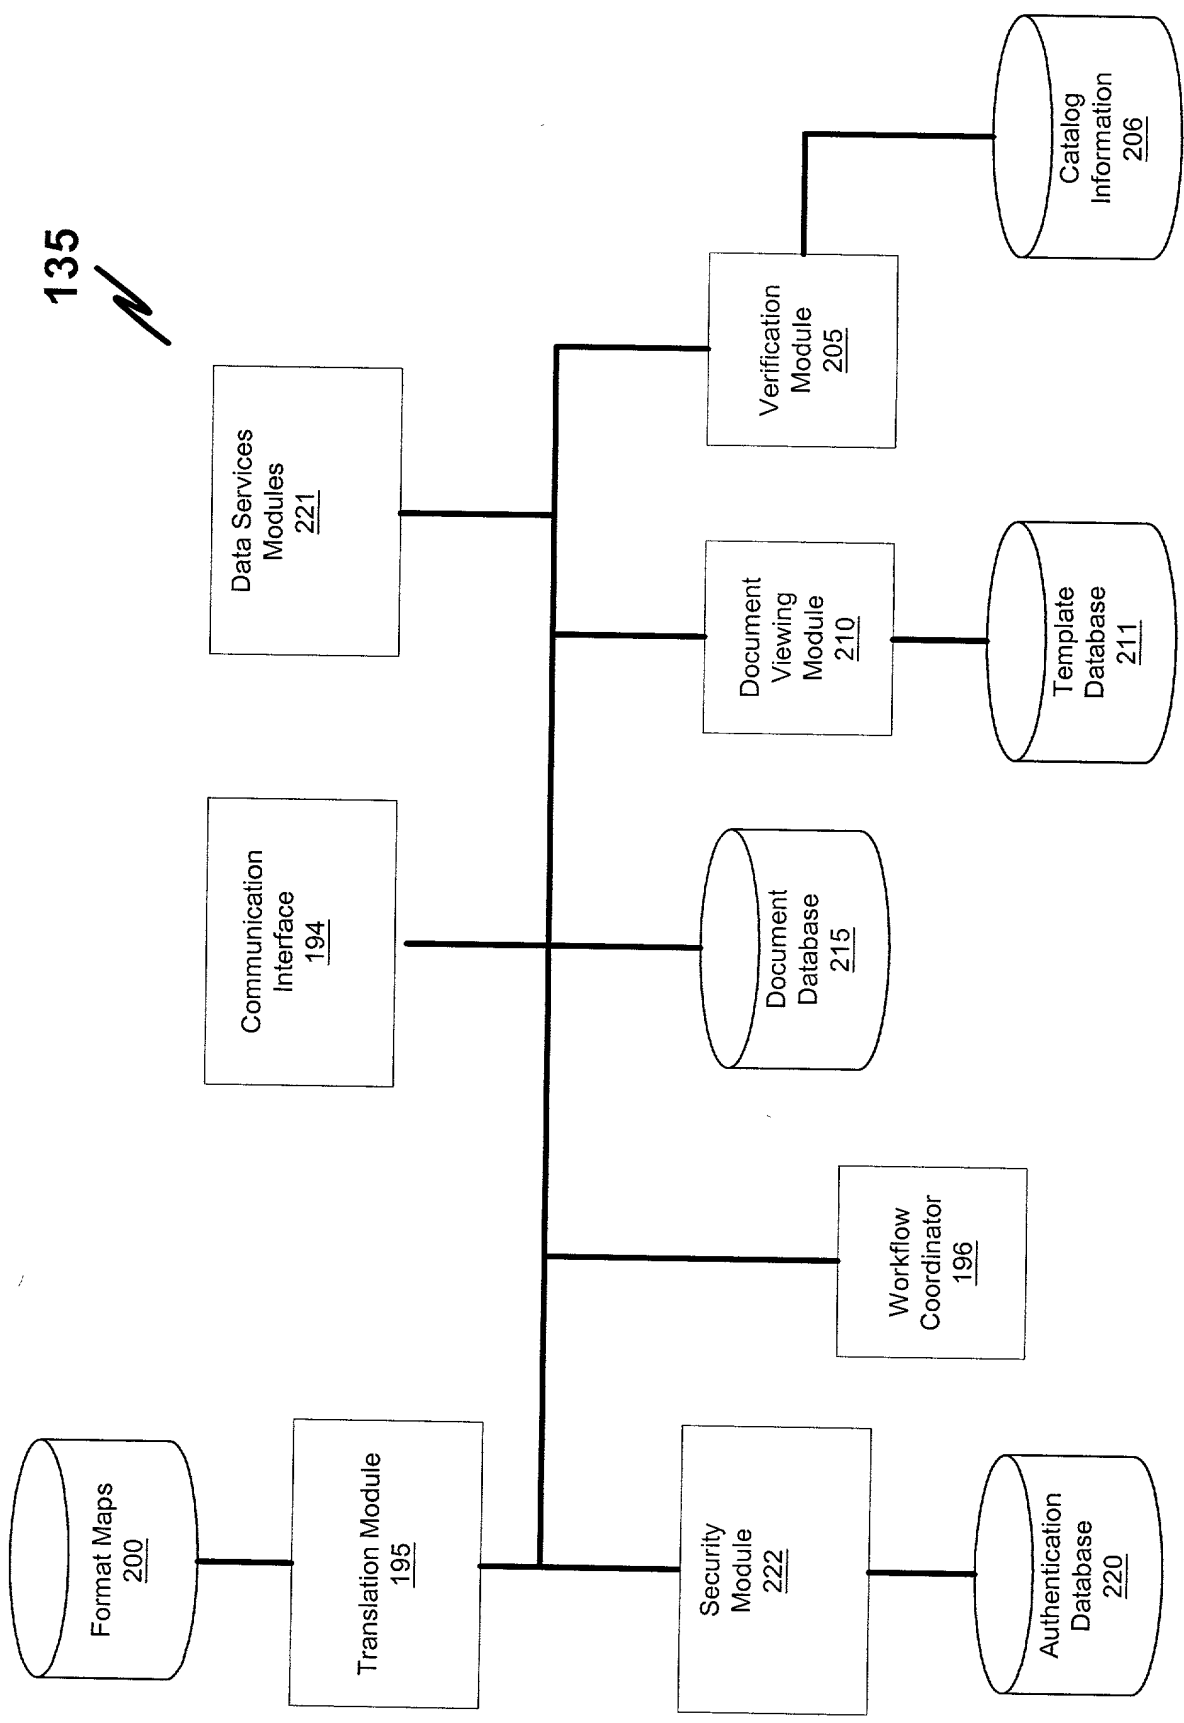 135
Format Maps
200
Translation Module
195
Communication
Interface
194
Data Services
Modules
221
Security
Module
222
Authentication
Database
220
Workflow
Coordinator
196
Document
Database
215
Document
Viewing
Module
210
Template
Database
211
Verification
Module
205
Catalog
Information
206